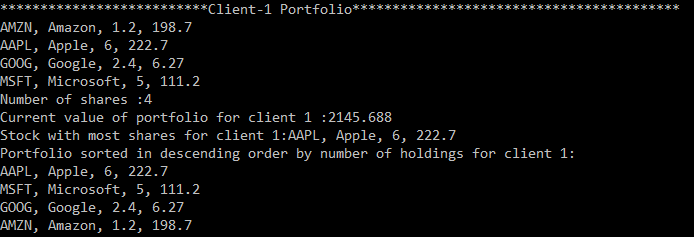 **************************Client-1 Portfolio*****************************************
AMZN, Amazon, 1.2, 198.7
AAPL, Apple, 6, 222.7
GOOG, Google, 2.4, 6.27
MSFT, Microsoft, 5, 111.2
Number of shares :4
Current value of portfolio for client 1 :2145.688
Stock with most shares for client 1:AAPL, Apple, 6, 222.7
Portfolio sorted in descending order by number of holdings for client 1:
AAPL, Apple, 6, 222.7
MSFT, Microsoft, 5, 111.2
GOOG, Google, 2.4, 6.27
AMZN, Amazon, 1.2, 198.7